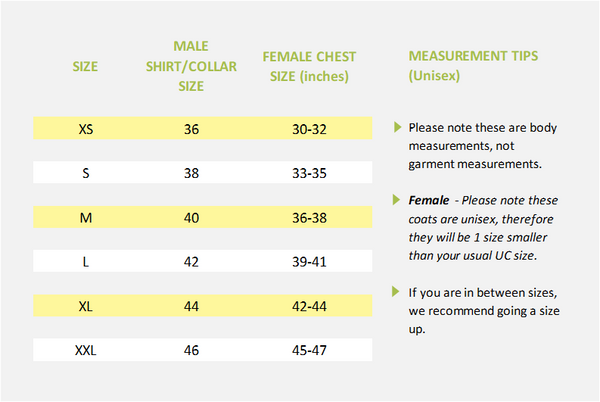 SIZE
MALE
SHIRT/COLLAR
SIZE
FEMALE CHEST
SIZE (inches)
XS 36 30-32
S 38 33-35
M 40 36-38
L 42 39-41
XL 44 42-44
XXL 46 45-47
MEASUREMENT TIPS
(Unisex)
Please note these are body
measurements, not
garment measurements.
Female - Please note these
coats are unisex, therefore
they will be 1 size smaller
than your usual UC size.
If you are in between sizes,
we recommend going a size
up.